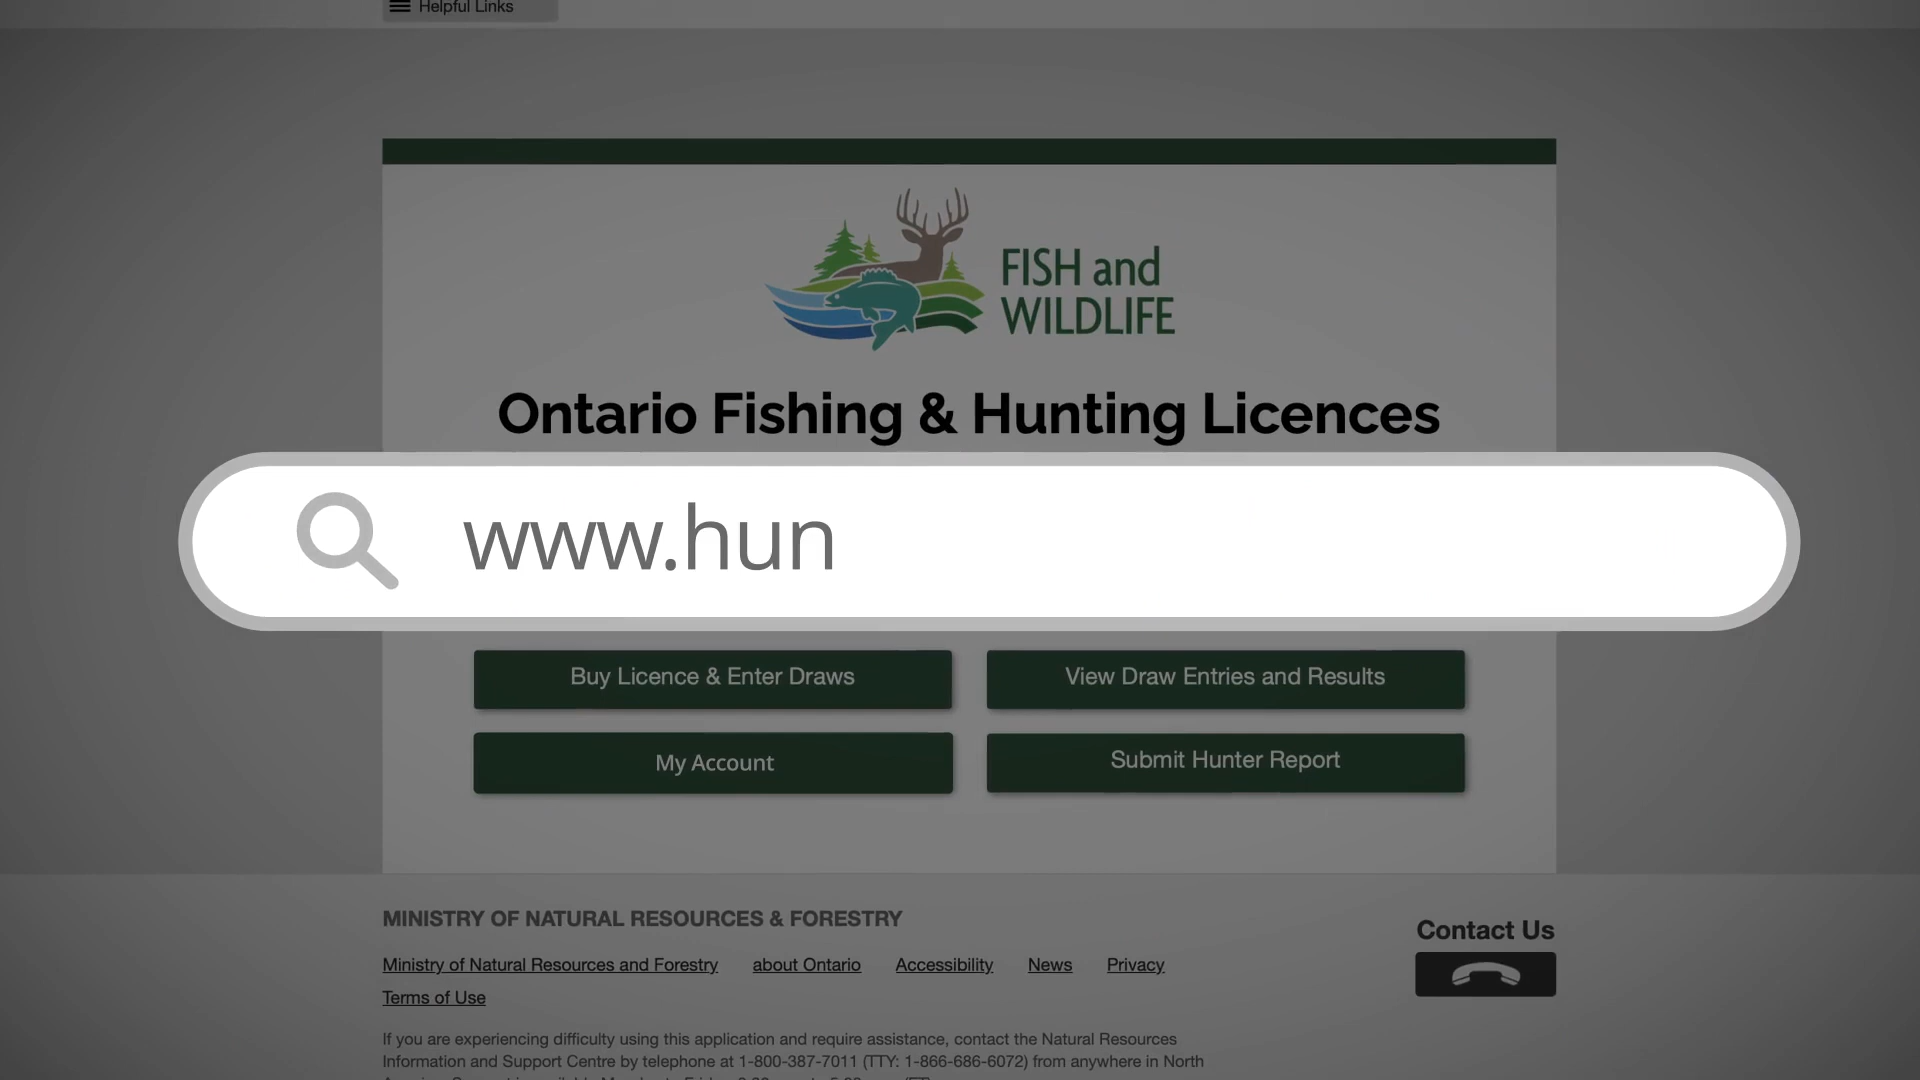 Helpful Links
FISH and
WILDLIFE
Ontario Fishing & Hunting Licences
www.hun
Buy Licence & Enter Draws
View Draw Entries and Results
My Account
Submit Hunter Report
MINISTRY OF NATURAL RESOURCES & FORESTRY
Ministry of Natural Resources and Forestry about Ontario Accessibility News Privacy
Terms of Use
Contact Us
If you are experiencing difficulty using this application and require assistance, contact the Natural Resources
Information and Support Centre by telephone at 1-800-387-7011 (TTY: 1-866-686-6072) from anywhere in North